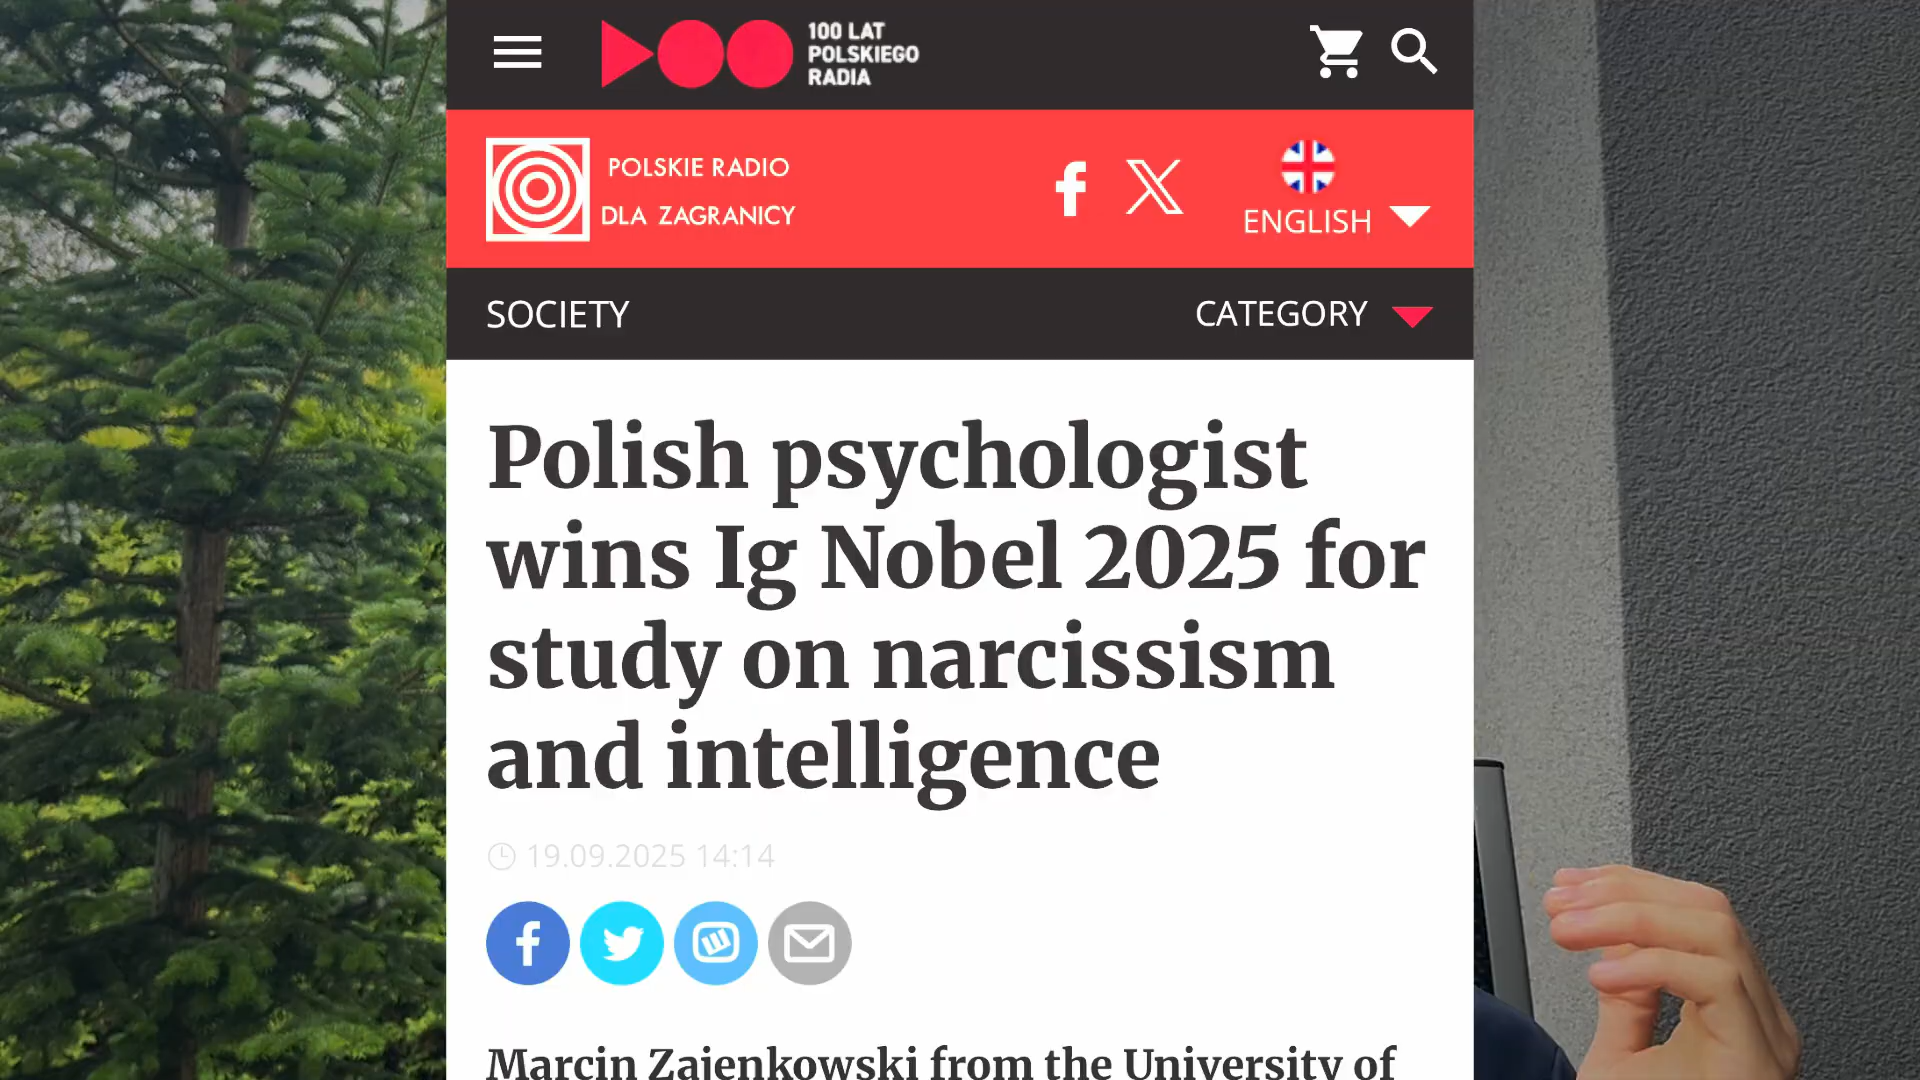 100 LAT
POLSKIEGO
RADIA
POLSKIE RADIO
DLA ZAGRANICY
ENGLISH
SOCIETY
CATEGORY
Polish psychologist
wins Ig Nobel 2025 for
study on narcissism
and intelligence
19.09.2025 14:14
Marcin Zajenkowski from the University of